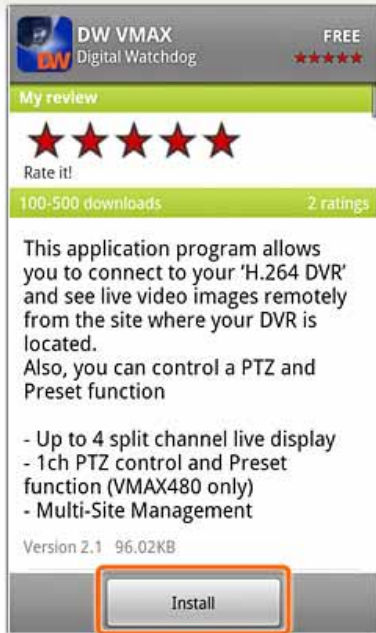 DW VMAX
FREE
Digital Watchdog
DW
My review
Rate it!
100-500 downloads
2 ratings
This application program allows
you to connect to your ‘H.264 DVR’
and see live video images remotely
from the site where your DVR is
located.
Also, you can control a PTZ and
Preset function
- Up to 4 split channel live display
- 1ch PTZ control and Preset
function (VMAX480 only)
- Multi-Site Management
Version 2.1 96.02KB
Install